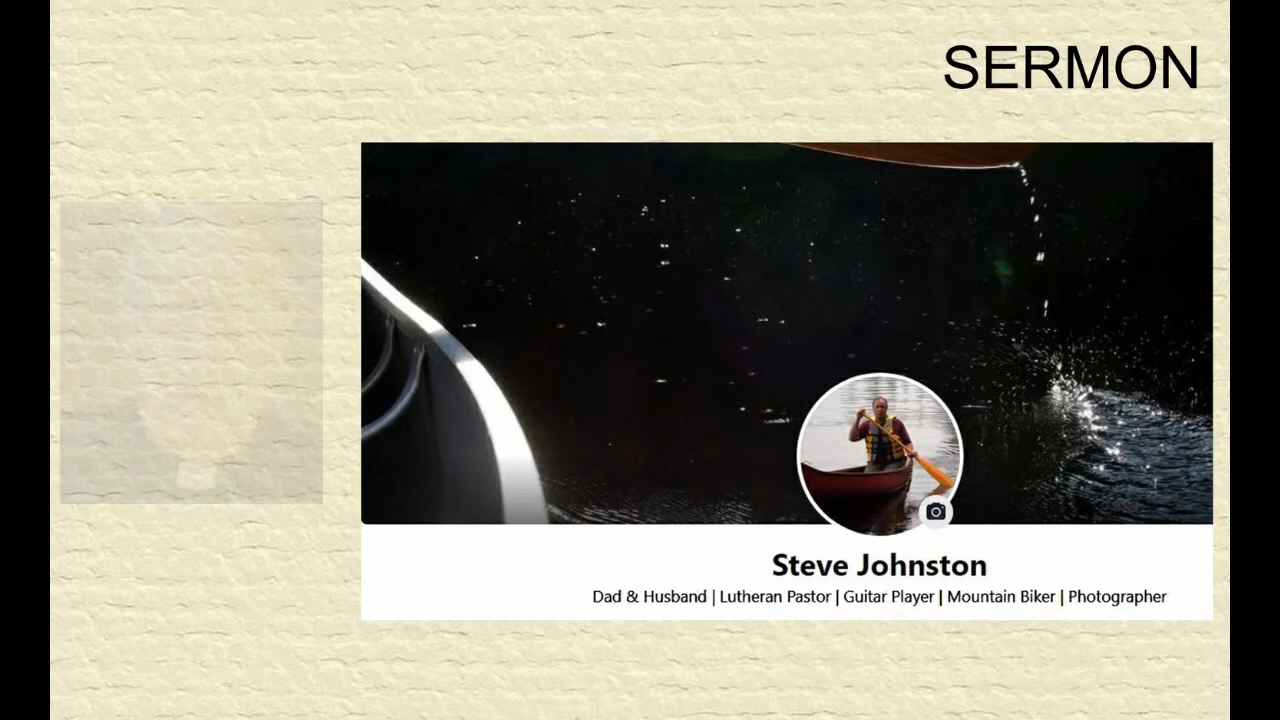 SERMON
Steve Johnston
Dad & Husband | Lutheran Pastor | Guitar Player | Mountain Biker | Photographer